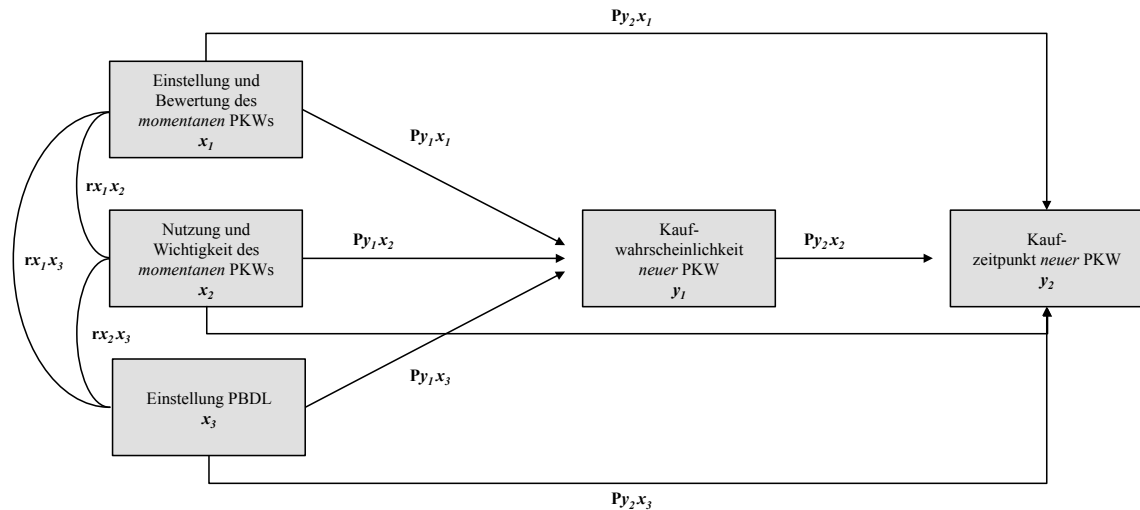 Py₂x₁
Einstellung und
Bewertung des
momentanen PKWs
x₁
Py₁x₁
rx₁x₂
Nutzung und
Wichtigkeit des
momentanen PKWs
x₂
Py₁x₂
Kauf-
wahrscheinlichkeit
neuer PKW
y₁
Py₂x₂
Kauf-
zeitpunkt neuer PKW
y₂
rx₁x₃
rx₂x₃
Py₁x₃
Einstellung PBDL
x₃
Py₂x₃